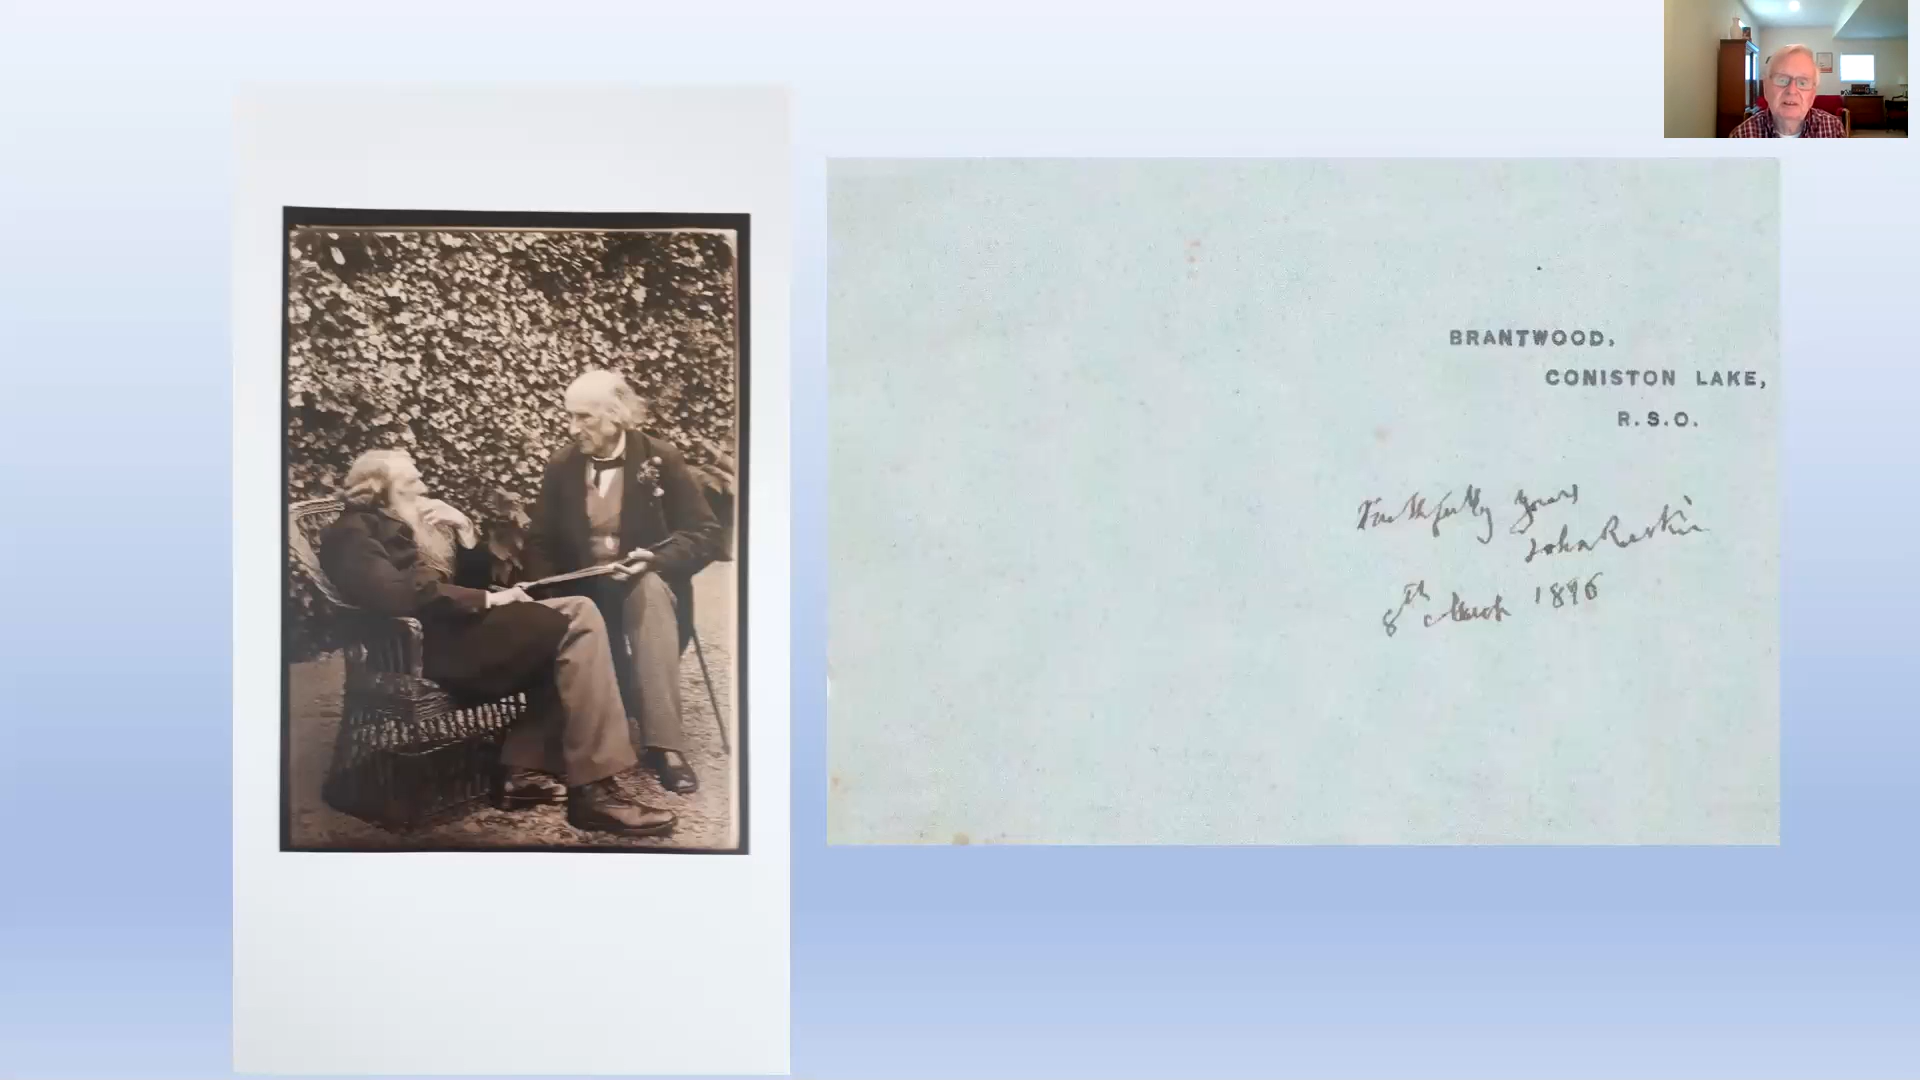 BRANTWOOD,
CONISTON LAKE,
R.S.O.
Faithfully Yours
John Ruskin
8th March 1896